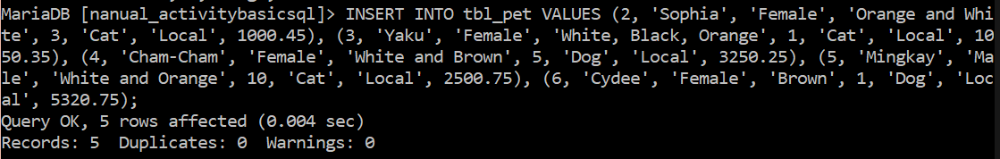 MariaDB [nanual_activitybasicsql]> INSERT INTO tbl_pet VALUES (2, 'Sophia', 'Female', 'Orange and Whi
te', 3, 'Cat', 'Local', 1000.45), (3, 'Yaku', 'Female', 'White, Black, Orange', 1, 'Cat', 'Local', 10
50.35), (4, 'Cham-Cham', 'Female', 'White and Brown', 5, 'Dog', 'Local', 3250.25), (5, 'Mingkay', 'Ma
le', 'White and Orange', 10, 'Cat', 'Local', 2500.75), (6, 'Cydee', 'Female', 'Brown', 1, 'Dog', 'Loc
al', 5320.75);
Query OK, 5 rows affected (0.004 sec)
Records: 5  Duplicates: 0  Warnings: 0